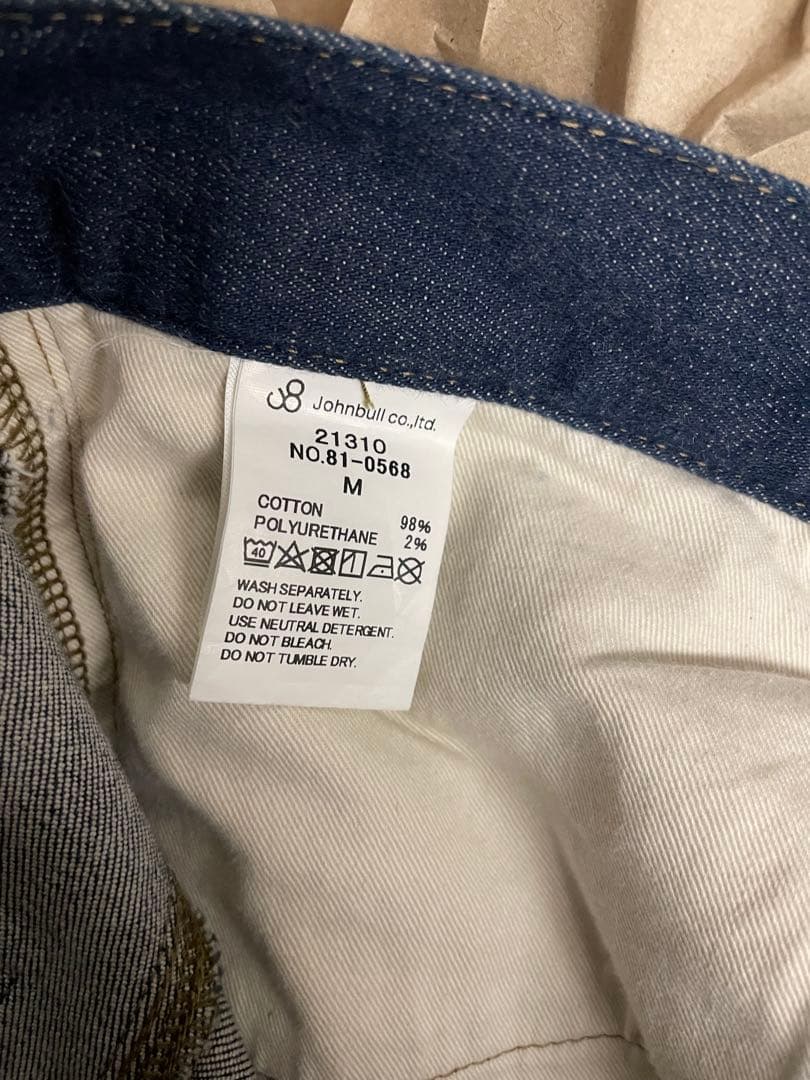 Johnbull co.,ltd.
21310
NO.81-0568
M
COTTON 98%
POLYURETHANE 2%
40
WASH SEPARATELY.
DO NOT LEAVE WET.
USE NEUTRAL DETERGENT.
DO NOT BLEACH.
DO NOT TUMBLE DRY.